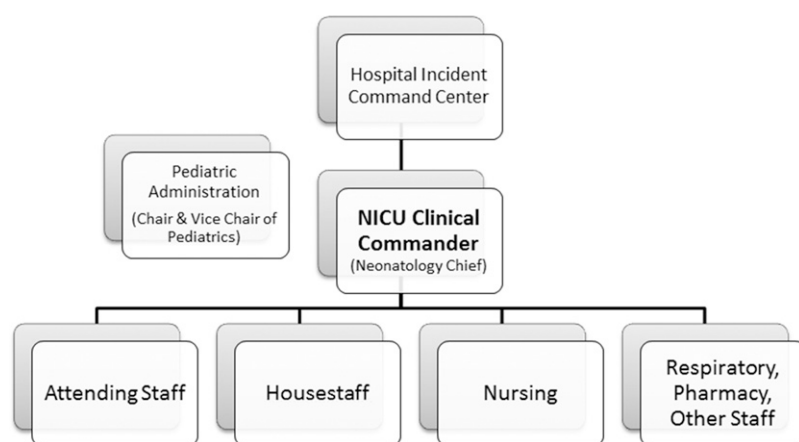 Hospital Incident
Command Center
Pediatric
Administration
(Chair & Vice Chair of
Pediatrics)
NICU Clinical
Commander
(Neonatology Chief)
Attending Staff
Housestaff
Nursing
Respiratory,
Pharmacy,
Other Staff